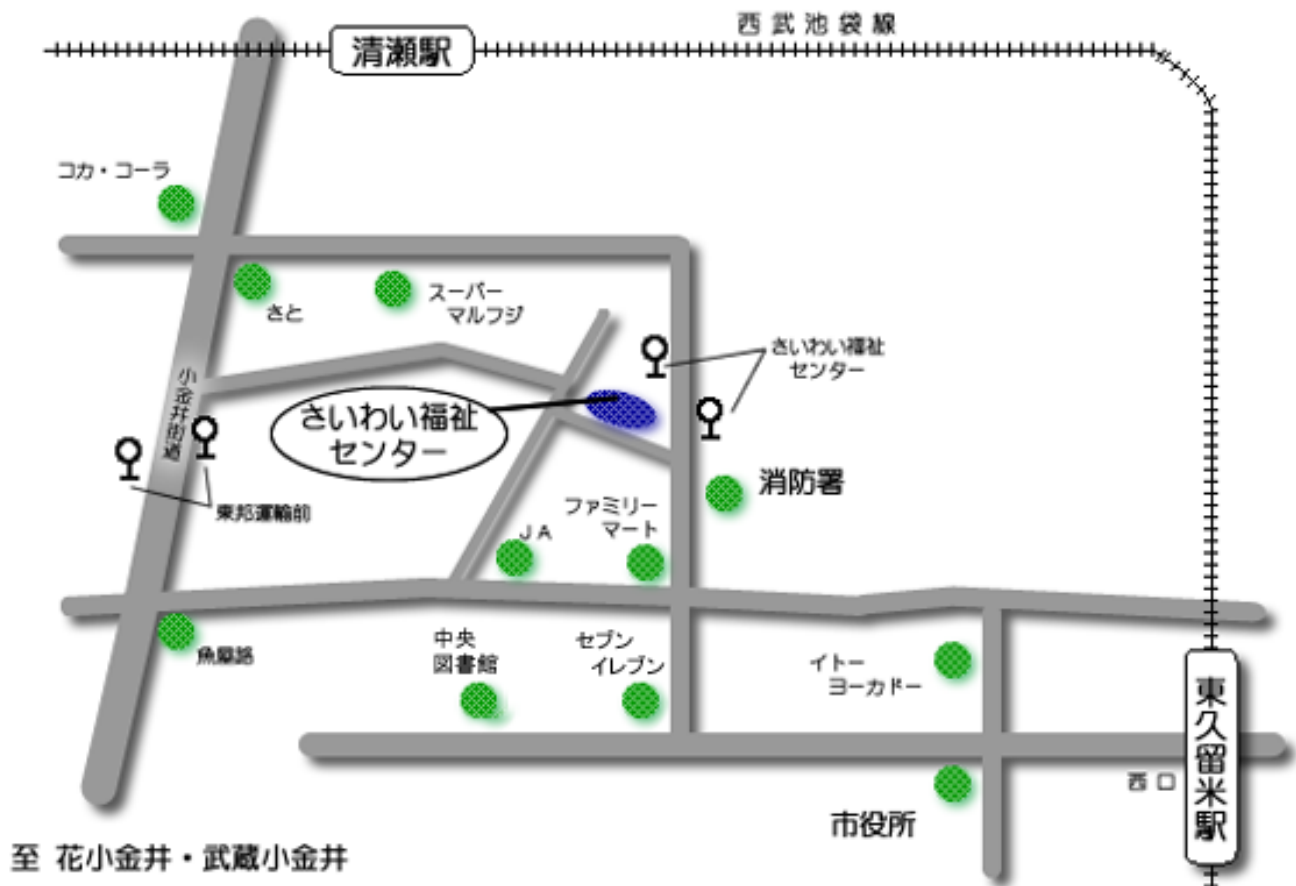 西武池袋線
清瀬駅
コカ・コーラ
さと
スーパー
マルフジ
さいわい福祉
センター
小金井街道
さいわい福祉
センター
消防署
東邦運輸前
ファミリー
マート
JA
魚屋路
中央
図書館
セブン
イレブン
イトー
ヨーカドー
東久留米駅
西口
市役所
至 花小金井・武蔵小金井